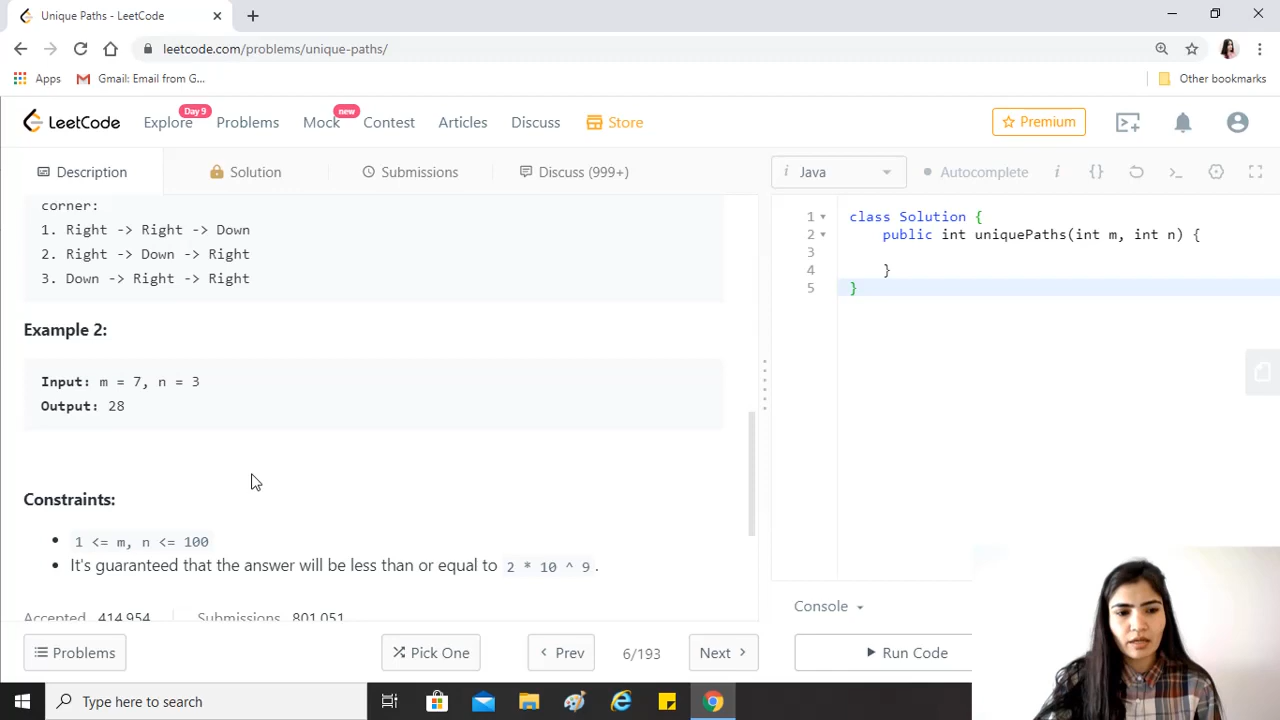 Unique Paths - LeetCode
leetcode.com/problems/unique-paths/
Apps
Gmail: Email from G...
Other bookmarks
LeetCode
Explore
Day 9
Problems
Mock
new
Contest
Articles
Discuss
Store
Premium
Description
Solution
Submissions
Discuss (999+)
i Java
Autocomplete
i
{}
corner:
1. Right -> Right -> Down
2. Right -> Down -> Right
3. Down -> Right -> Right
Example 2:
Input: m = 7, n = 3
Output: 28
Constraints:
1 <= m, n <= 100
It's guaranteed that the answer will be less than or equal to 2 * 10 ^ 9.
Accepted 414,954 Submissions 801,051
1 class Solution {
2 public int uniquePaths(int m, int n) {
3
4 }
5 }
Console
Problems
Pick One
Prev
6/193
Next
Run Code
Type here to search